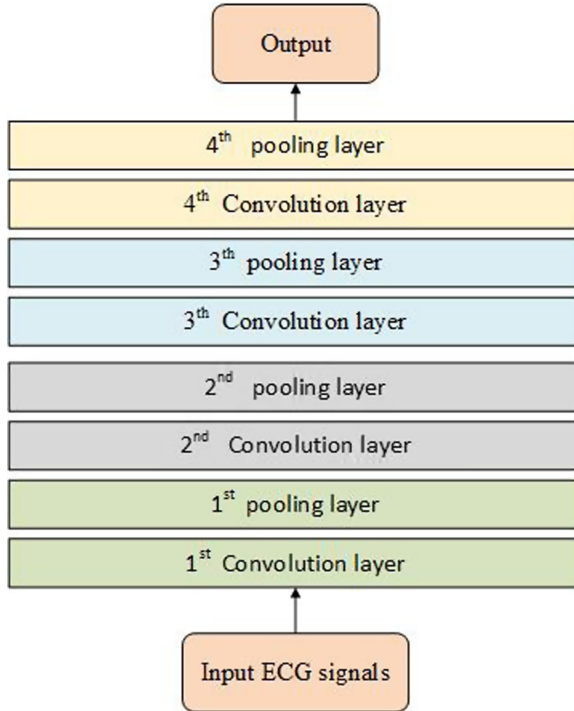 Output
4th pooling layer
4th Convolution layer
3th pooling layer
3th Convolution layer
2nd pooling layer
2nd Convolution layer
1st pooling layer
1st Convolution layer
Input ECG signals